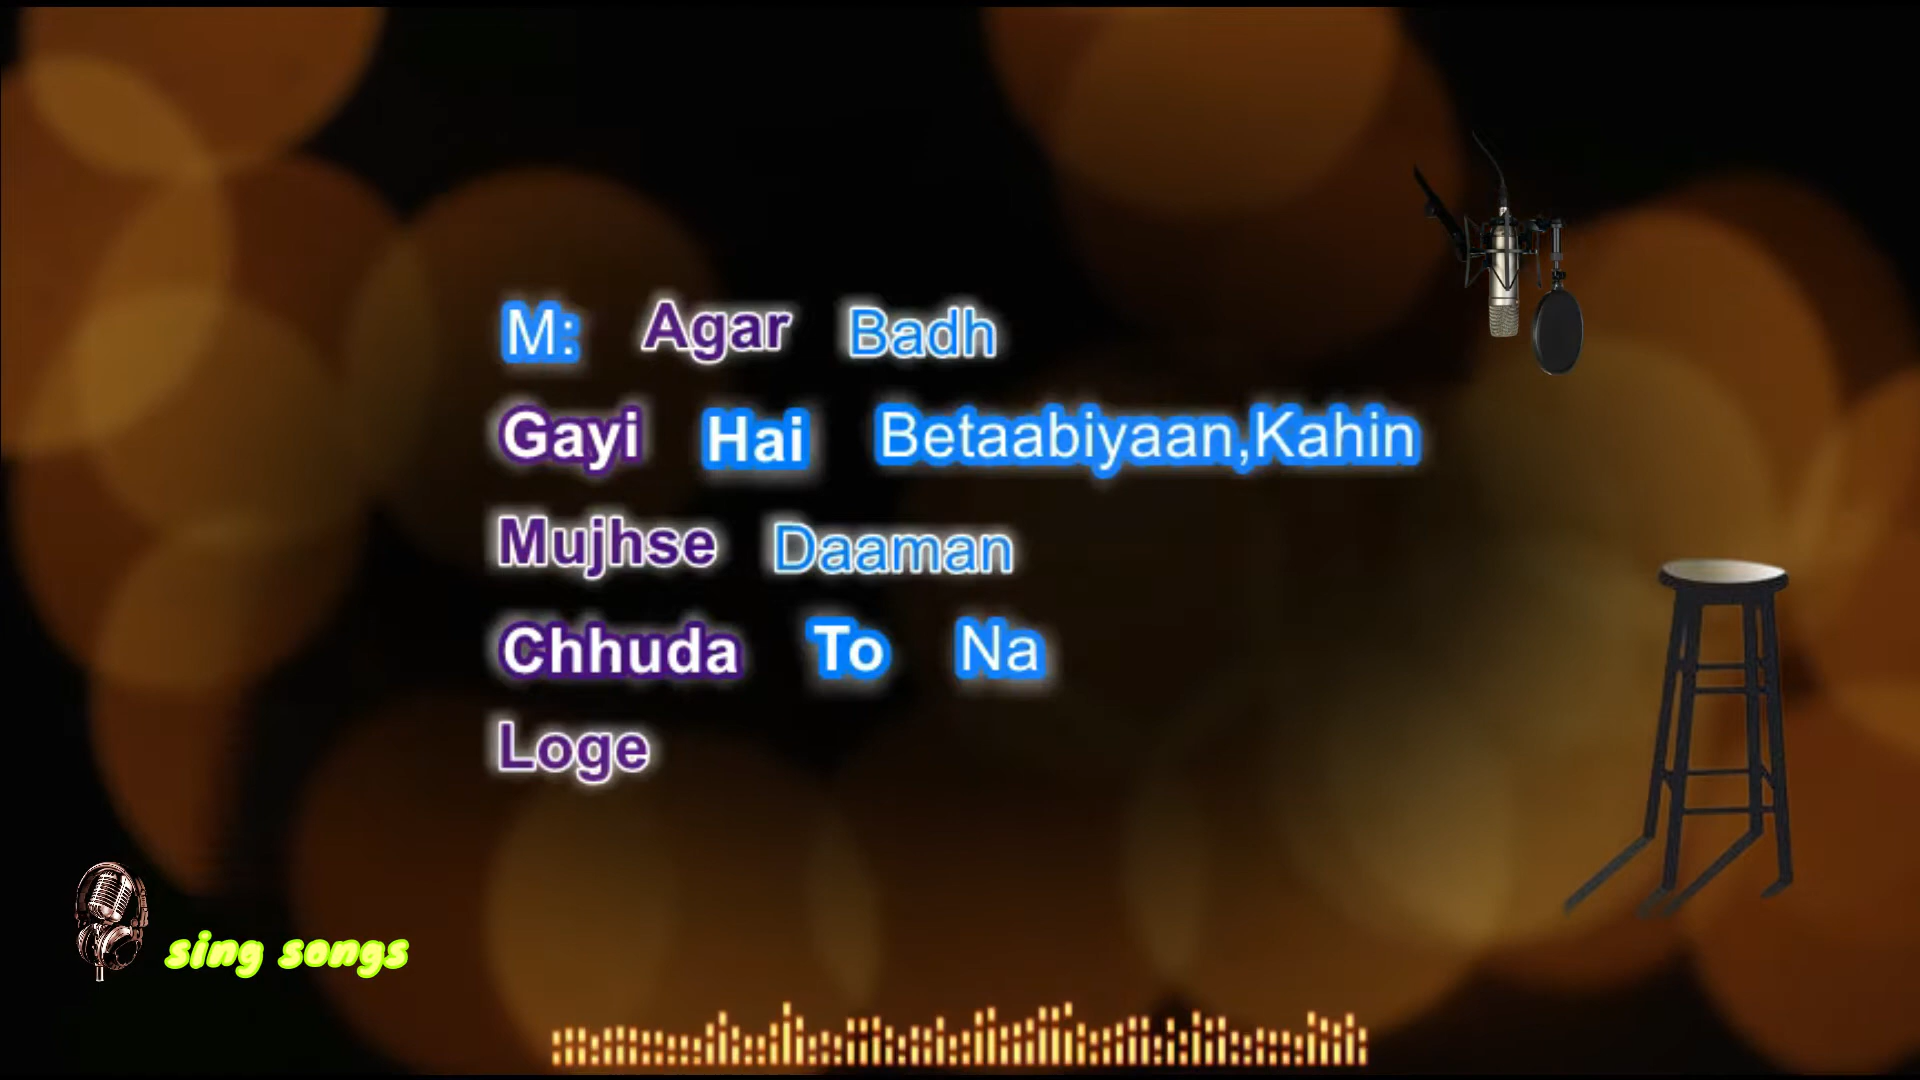 M: Agar Badh
Gayi Hai Betaabiyaan,Kahin
Mujhse Daaman
Chhuda To Na
Loge
sing songs